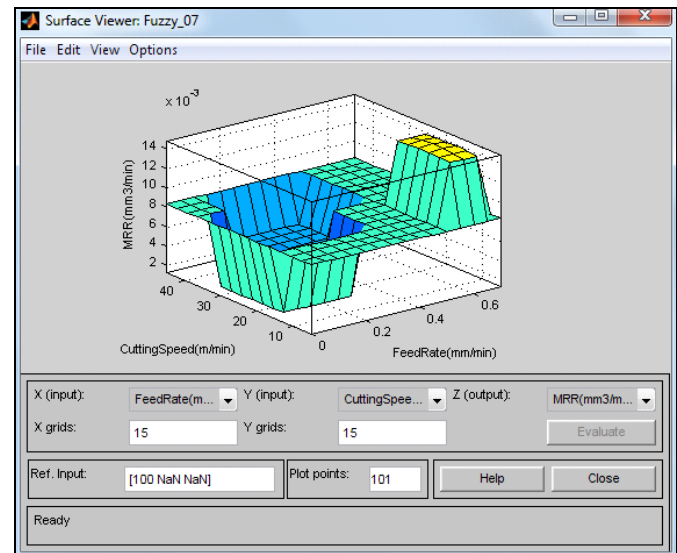 Surface Viewer: Fuzzy_07
File Edit View Options
x 10-3
14
12
10
8
6
4
2
MRR(mm3/min)
40
30
20
10
0
0.2
0.4
0.6
CuttingSpeed(m/min)
FeedRate(mm/min)
X (input): FeedRate(m... Y (input): CuttingSpee... Z (output): MRR(mm3/m...
X grids: 15 Y grids: 15 Evaluate
Ref. Input: [100 NaN NaN] Plot points: 101 Help Close
Ready